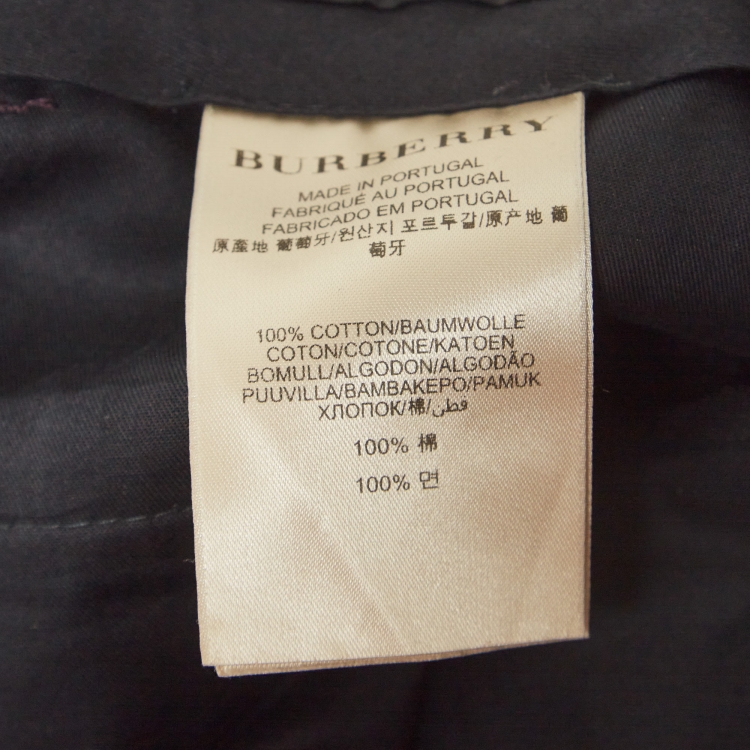 BURBERRY
MADE IN PORTUGAL
FABRIQUÉ AU PORTUGAL
FABRICADO EM PORTUGAL
原產地 葡萄牙/원산지 포르투갈/原产地 葡
萄牙
100% COTTON/BAUMWOLLE
COTON/COTONE/KATOEN
BOMULL/ALGODON/ALGODÃO
PUUVILLA/BAMBAKEPO/PAMUK
ХЛОПОК/棉/قطن
100% 棉
100% 면